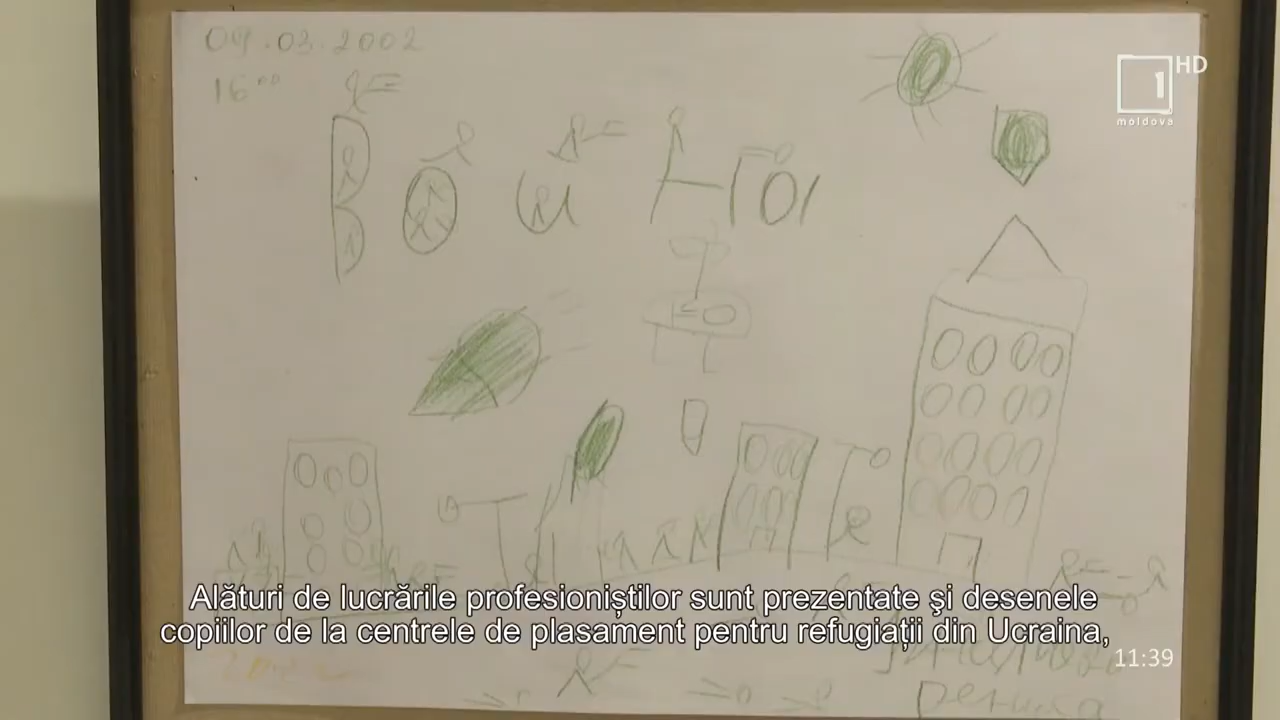 09.03.2002
16⁰⁰
HD
1
moldova
Alături de lucrările profesioniștilor sunt prezentate și desenele
copiilor de la centrele de plasament pentru refugiații din Ucraina,
11:39